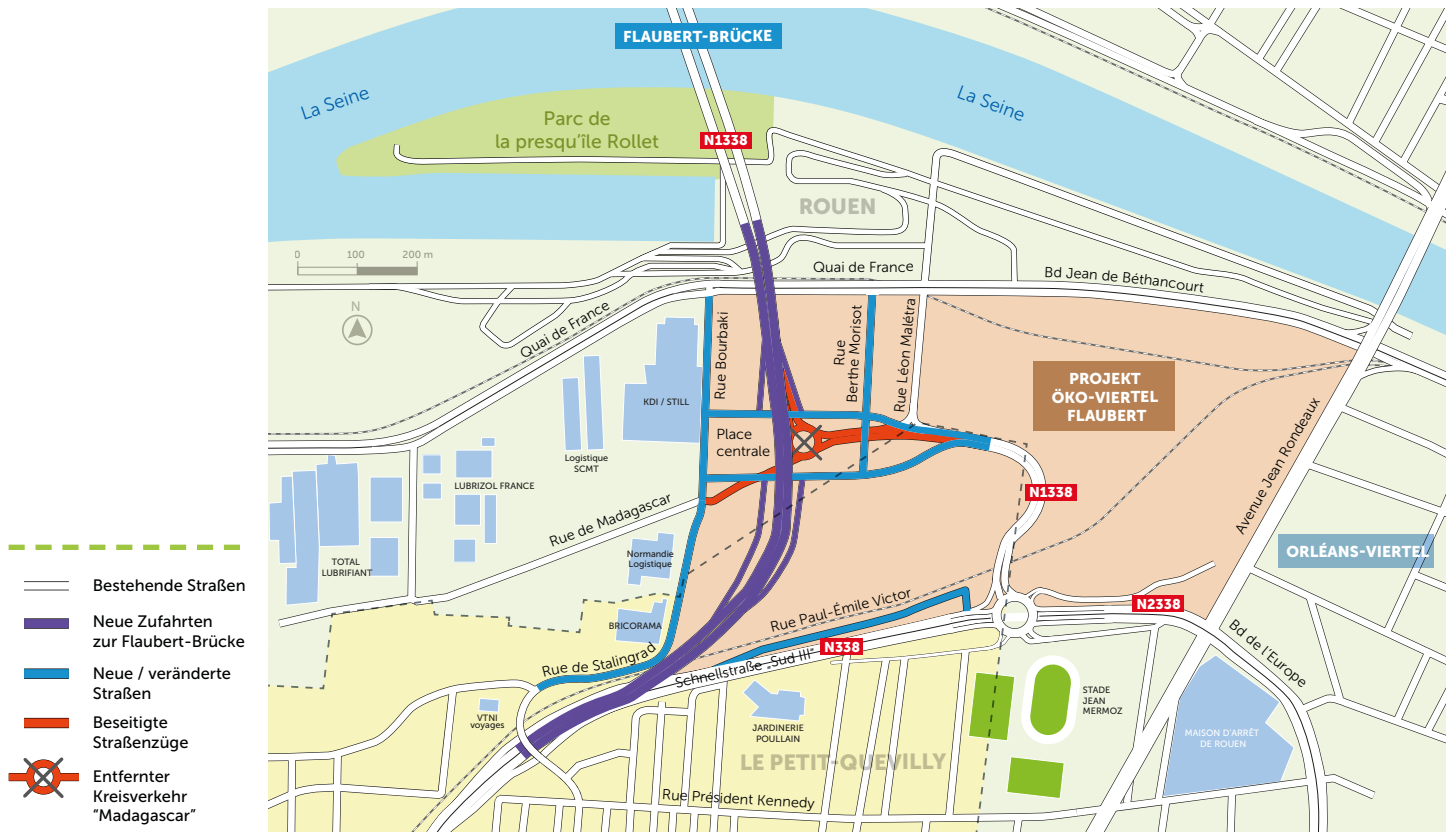 FLAUBERT-BRÜCKE
La Seine
La Seine
Parc de
la presqu'île Rollet
N1338
ROUEN
0 100 200 m
N
Quai de France
Bd Jean de Béthancourt
Quai de France
Rue Bourbaki
Rue
Berthe Morisot
Rue Léon Malétra
KDI / STILL
PROJEKT
ÖKO-VIERTEL
FLAUBERT
Avenue Jean Rondeaux
Place
centrale
Logistique
SCMT
LUBRIZOL FRANCE
N1338
Rue de Madagascar
TOTAL
LUBRIFIANT
Normandie
Logistique
ORLÉANS-VIERTEL
BRICORAMA
Rue Paul-Émile Victor
N2338
N338
Rue de Stalingrad
Schnellstraße „Sud III"
Bd de l'Europe
VTNI
voyages
JARDINERIE
POULLAIN
STADE
JEAN
MERMOZ
MAISON D'ARRÊT
DE ROUEN
LE PETIT-QUEVILLY
Rue Président Kennedy
Bestehende Straßen
Neue Zufahrten
zur Flaubert-Brücke
Neue / veränderte
Straßen
Beseitigte
Straßenzüge
Entfernter
Kreisverkehr
"Madagascar"